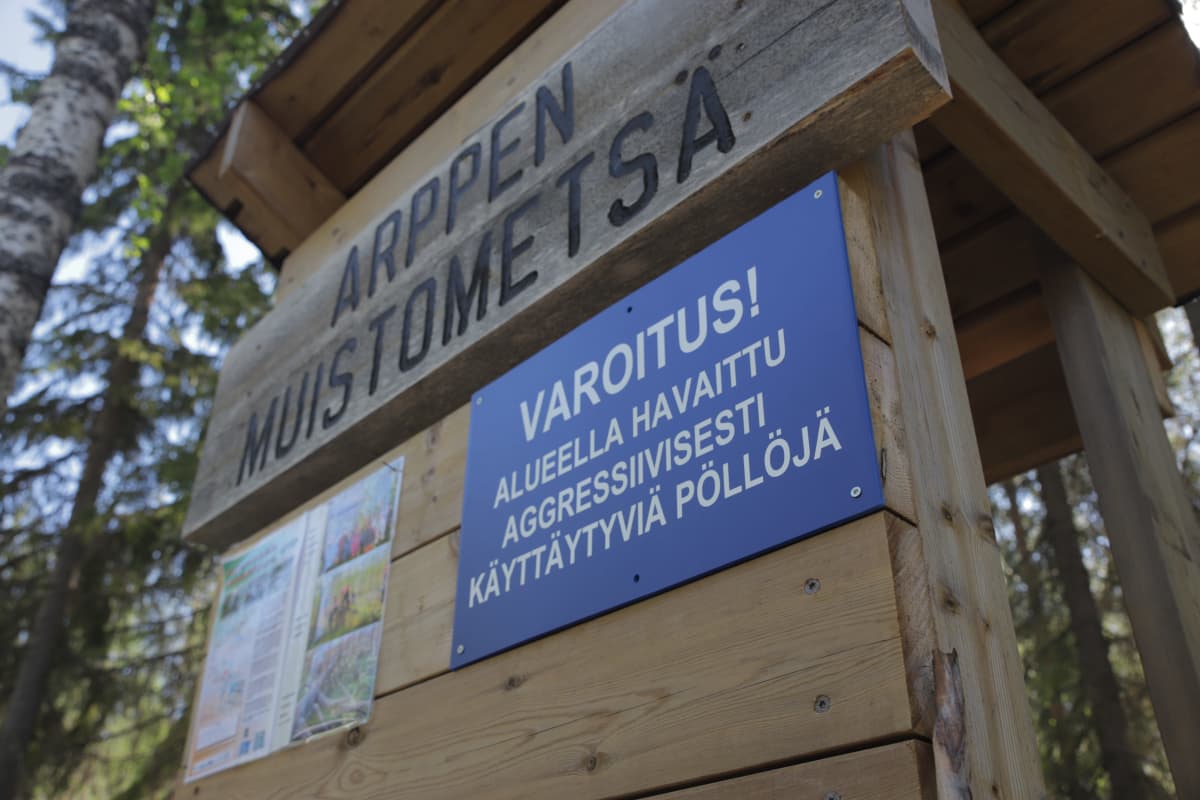 ARPPEN
MUISTOMETSÄ
VAROITUS!
ALUEELLA HAVAITTU
AGGRESSIIVISESTI
KÄYTTÄYTYVIÄ PÖLLÖJÄ